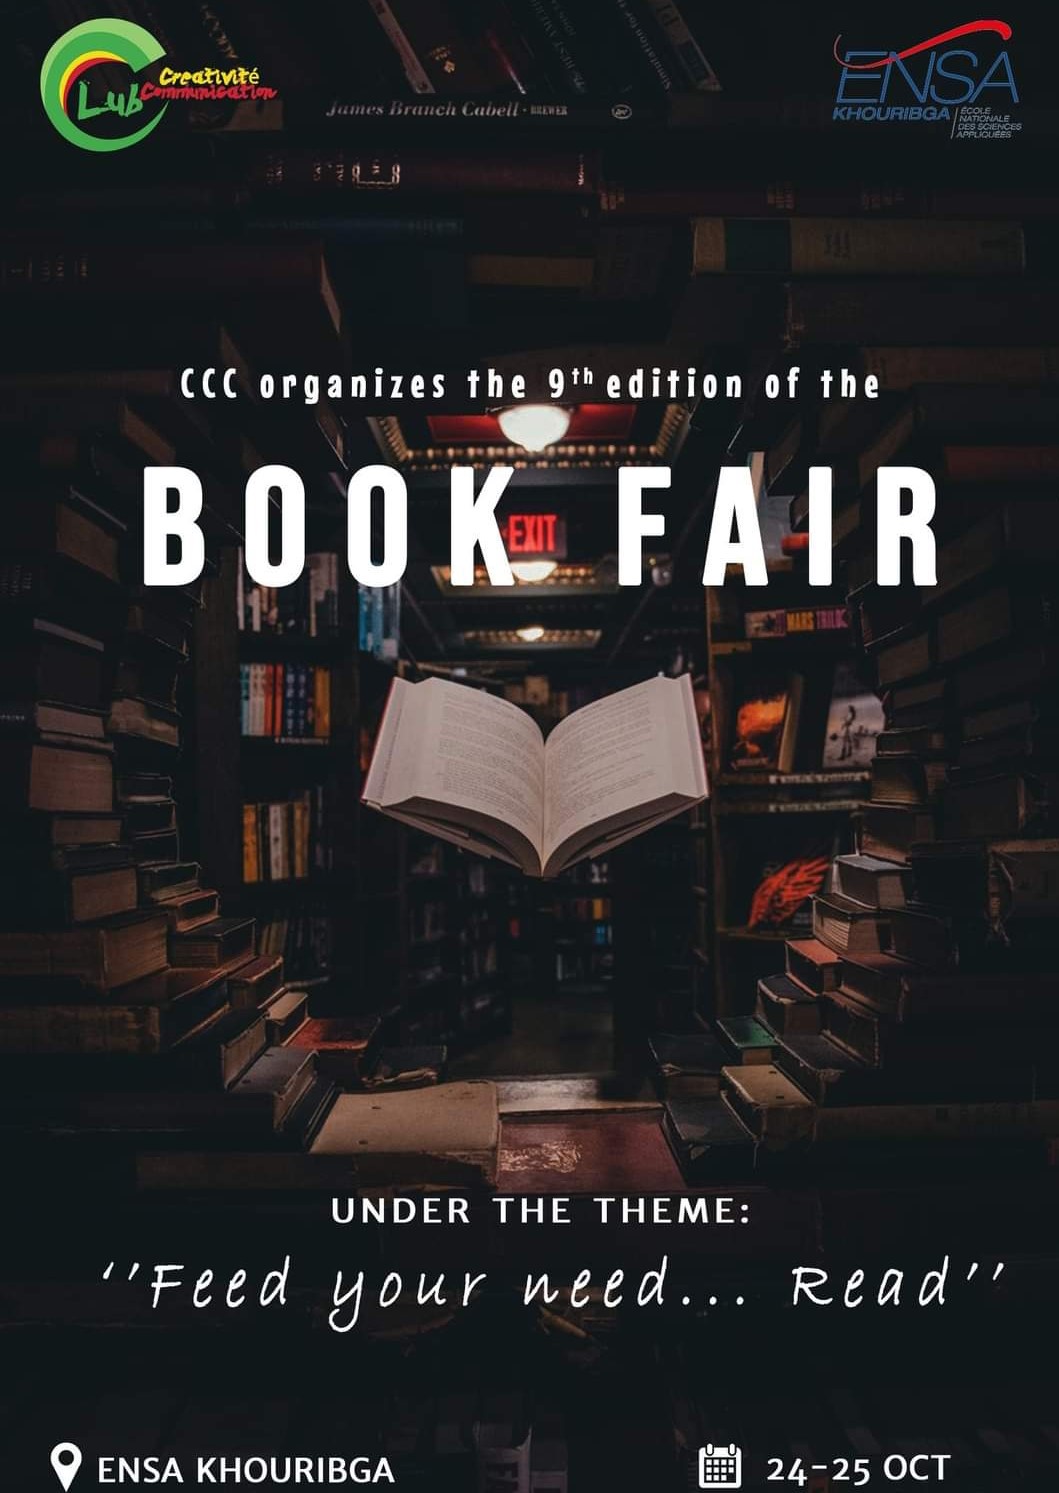 Club
Creativité
Communication
ENSA
KHOURIBGA
ÉCOLE
NATIONALE
DES SCIENCES
APPLIQUÉES
James Branch Cabell · BREWER
CCC organizes the 9th edition of the
BOOK FAIR
EXIT
UNDER THE THEME:
‘’Feed your need... Read’’
ENSA KHOURIBGA
24-25 OCT